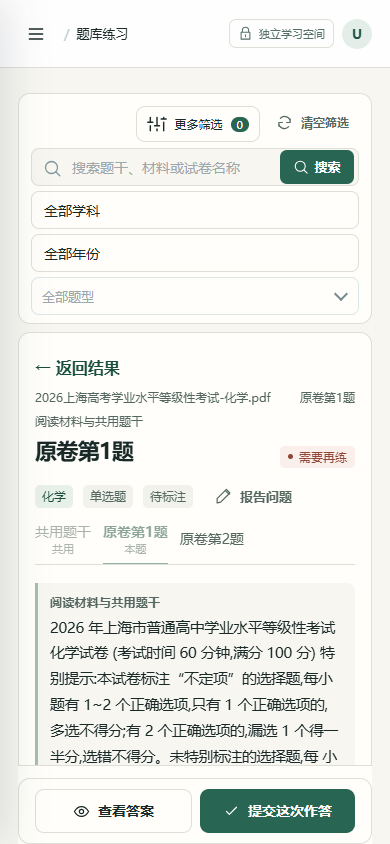 / 题库练习
独立学习空间
U
更多筛选 0
清空筛选
搜索题干、材料或试卷名称
搜索
全部学科
全部年份
全部题型
← 返回结果
2026上海高考学业水平等级性考试-化学.pdf
原卷第1题
阅读材料与共用题干
原卷第1题
需要再练
化学
单选题
待标注
报告问题
共用题干
共用
原卷第1题
本题
原卷第2题
阅读材料与共用题干
2026 年上海市普通高中学业水平等级性考试
化学试卷 (考试时间 60 分钟,满分 100 分) 特
别提示:本试卷标注“不定项”的选择题,每小
题有 1~2 个正确选项,只有 1 个正确选项的,
多选不得分;有 2 个正确选项的,漏选 1 个得一
半分,选错不得分。未特别标注的选择题,每 小
查看答案
提交这次作答